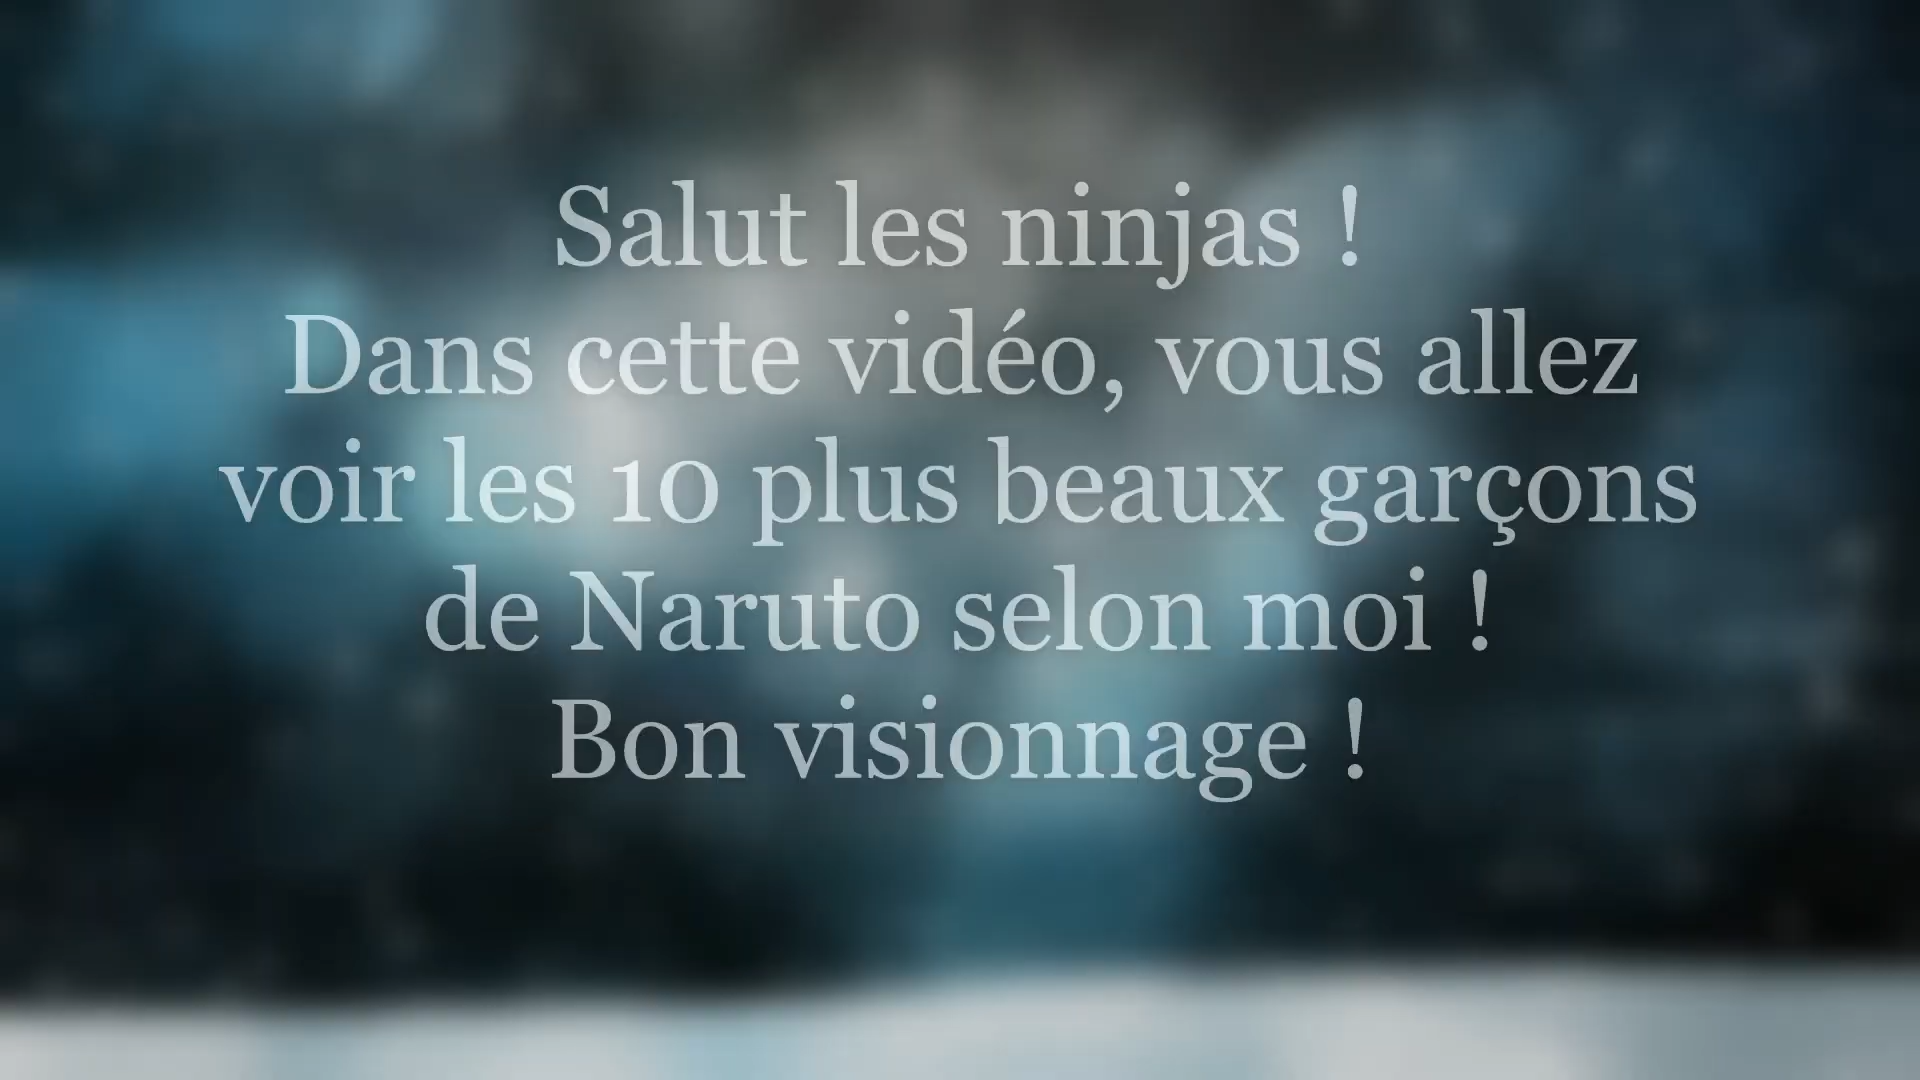 Salut les ninjas !
Dans cette vidéo, vous allez
voir les 10 plus beaux garçons
de Naruto selon moi !
Bon visionnage !